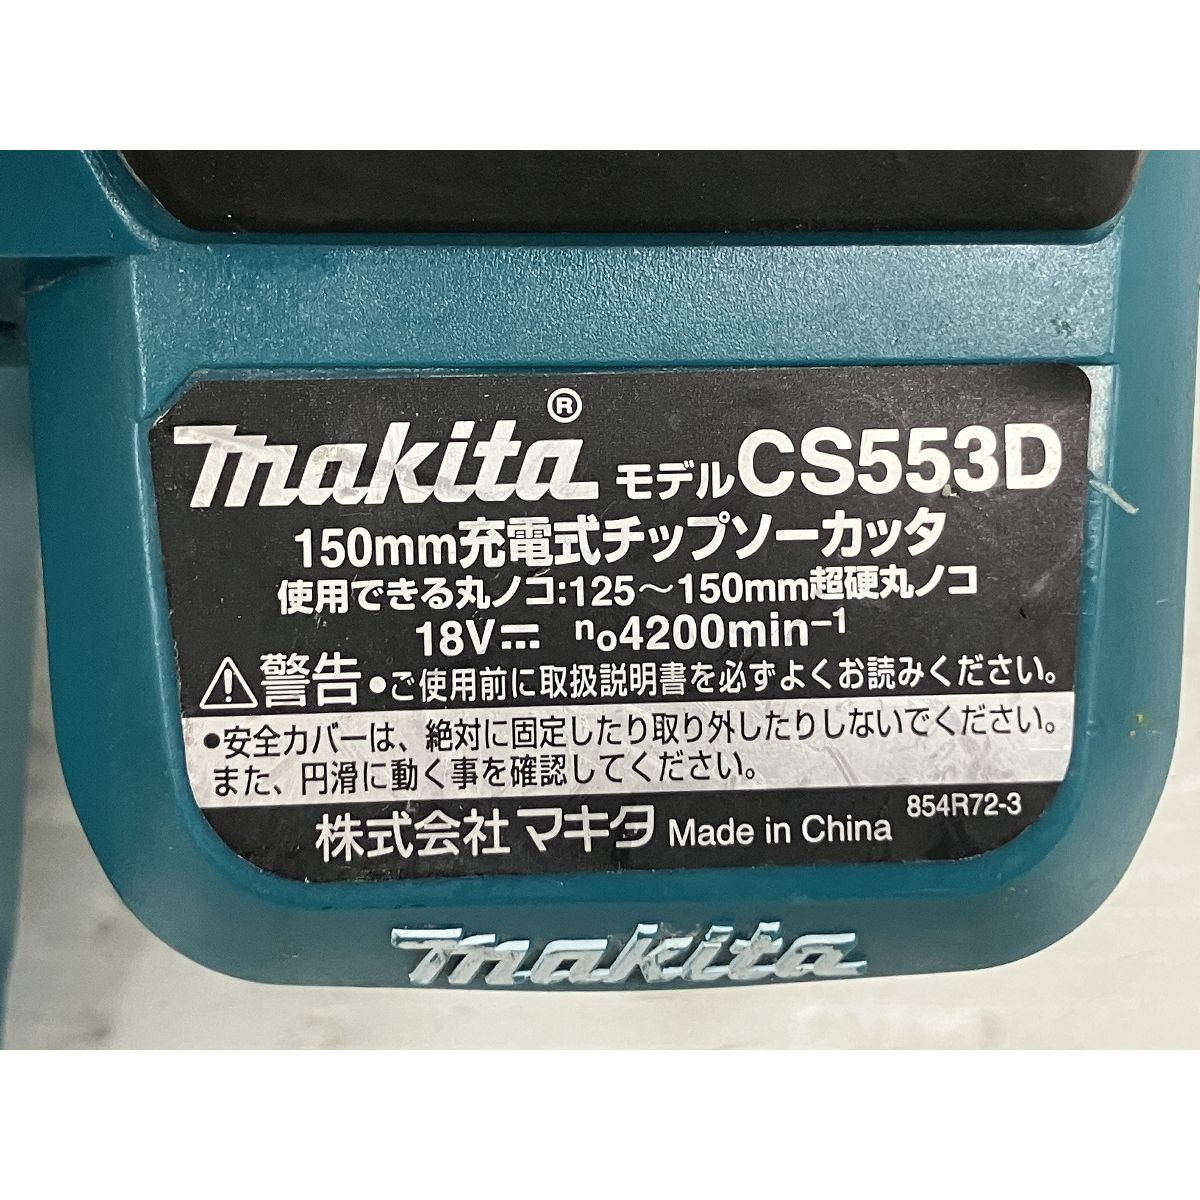 makita® モデル CS553D
150mm充電式チップソーカッタ
使用できる丸ノコ:125～150mm超硬丸ノコ
18V⎓ n₀4200min⁻¹
⚠警告 ●ご使用前に取扱説明書を必ずよくお読みください。
●安全カバーは、絶対に固定したり取り外したりしないでください。
また、円滑に動く事を確認してください。
株式会社マキタ Made in China 854R72-3
makita